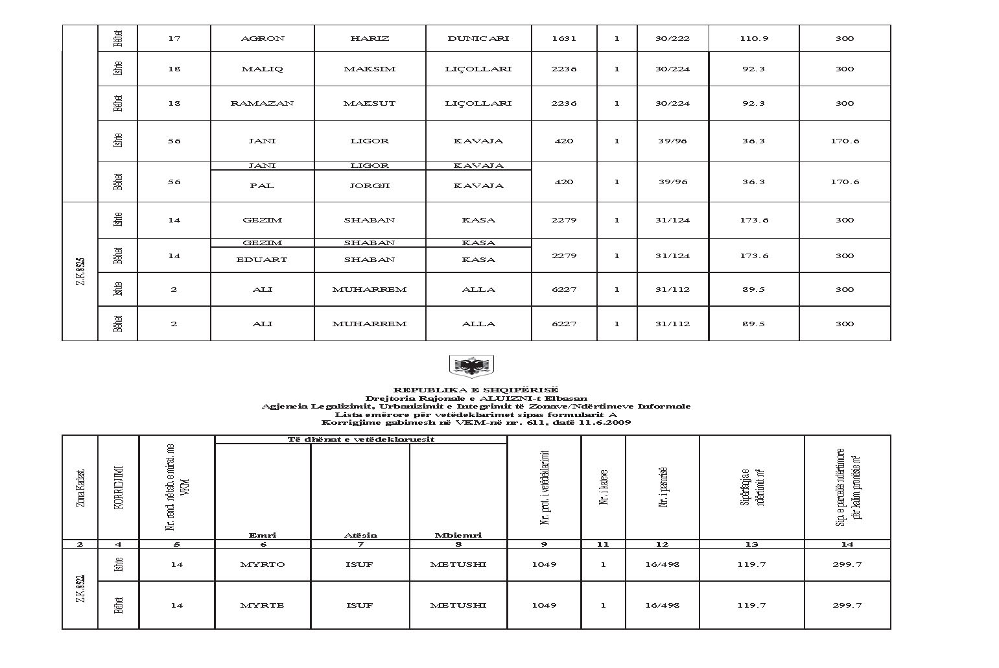 Bëhet 17 AGRON HARIZ DUNICARI 1631 1 30/222 110.9 300
Ishte 18 MALIQ MAKSIM LIÇOLLARI 2236 1 30/224 92.3 300
Bëhet 18 RAMAZAN MAKSUT LIÇOLLARI 2236 1 30/224 92.3 300
Ishte 56 JANI LIGOR KAVAJA 420 1 39/96 36.3 170.6
JANI LIGOR KAVAJA
Bëhet 56 PAL JORGJI KAVAJA 420 1 39/96 36.3 170.6
Z.K.8525
Ishte 14 GEZIM SHABAN KASA 2279 1 31/124 173.6 300
GEZIM SHABAN KASA
Bëhet 14 EDUART SHABAN KASA 2279 1 31/124 173.6 300
Ishte 2 ALI MUHARREM ALLA 6227 1 31/112 89.5 300
Bëhet 2 ALI MUHARREM ALLA 6227 1 31/112 89.5 300
REPUBLIKA E SHQIPËRISË
Drejtoria Rajonale e ALUIZNI-t Elbasan
Agjencia Legalizimit, Urbanizimit e Integrimit të Zonave/Ndërtimeve Informale
Lista emërore për vetëdeklarimet sipas formularit A
Korrigjime gabimesh në VKM-në nr. 611, datë 11.6.2009
Zona Kadast.
KORRIGJIMI
Nr. rend. në tab. e mirat. me
VKM
Të dhënat e vetëdeklaruesit
Emri Atësia Mbiemri
Nr. prot. i vetëdeklarimit
Nr. i kateve
Nr. i pasurisë
Sipërfaqja e
ndërtimit m²
Sip. e parcelës ndërtimore
për kalim pronësie m²
2 4 5 6 7 8 9 11 12 13 14
Z.K.8522
Ishte 14 MYRTO ISUF METUSHI 1049 1 16/498 119.7 299.7
Bëhet 14 MYRTE ISUF METUSHI 1049 1 16/498 119.7 299.7